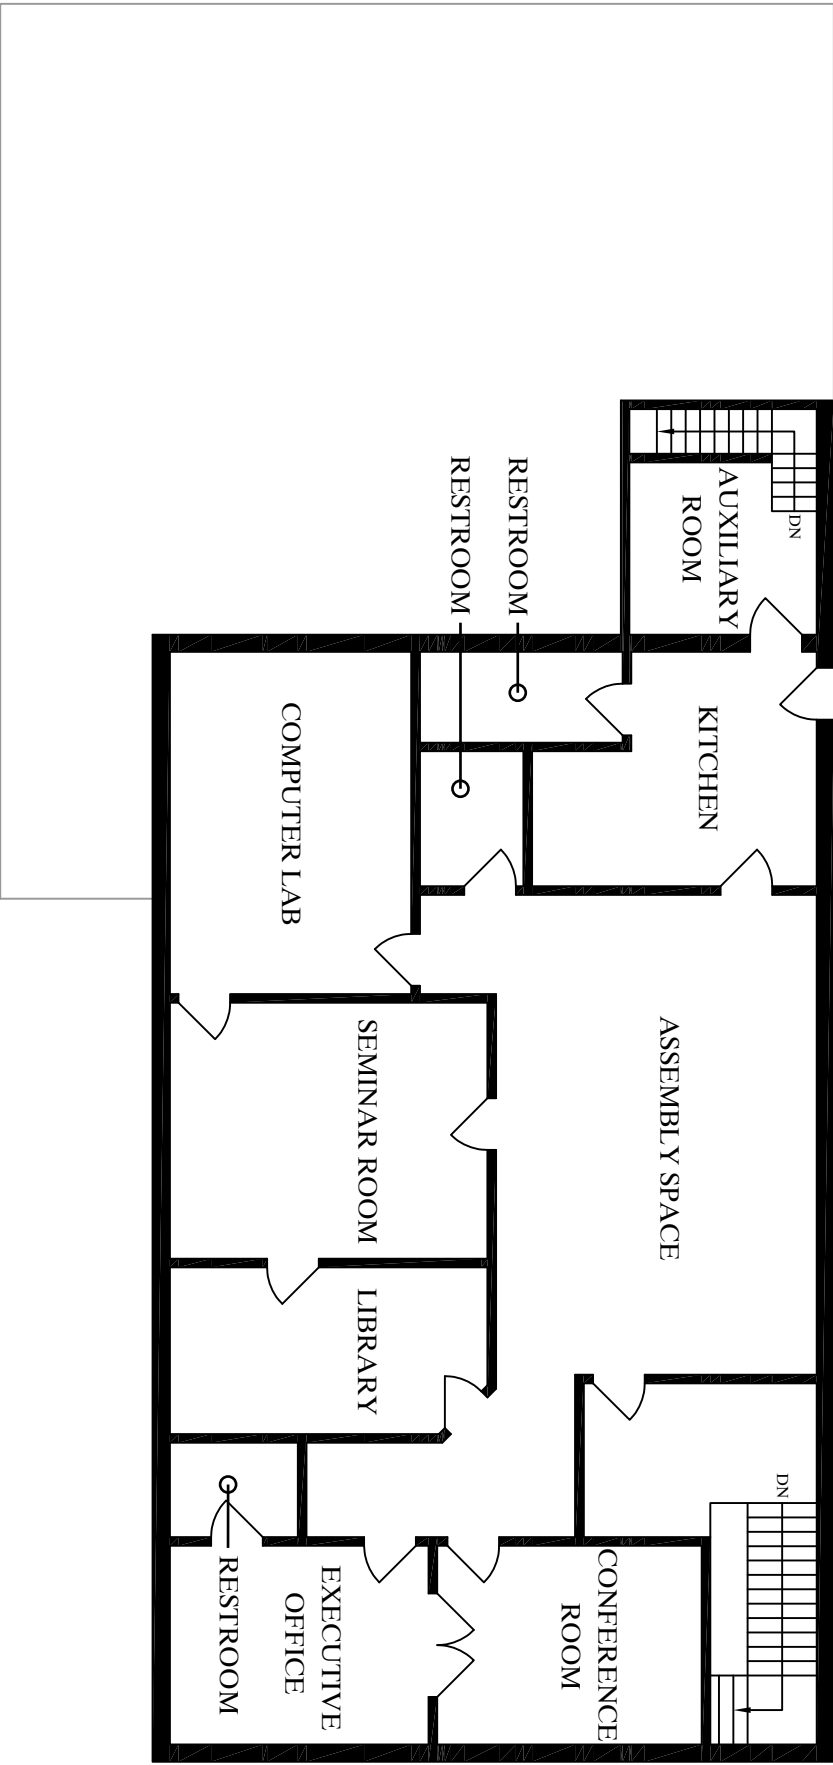 DN
AUXILIARY
ROOM
RESTROOM
RESTROOM
KITCHEN
COMPUTER LAB
ASSEMBLY SPACE
SEMINAR ROOM
LIBRARY
DN
CONFERENCE
ROOM
EXECUTIVE
OFFICE
RESTROOM